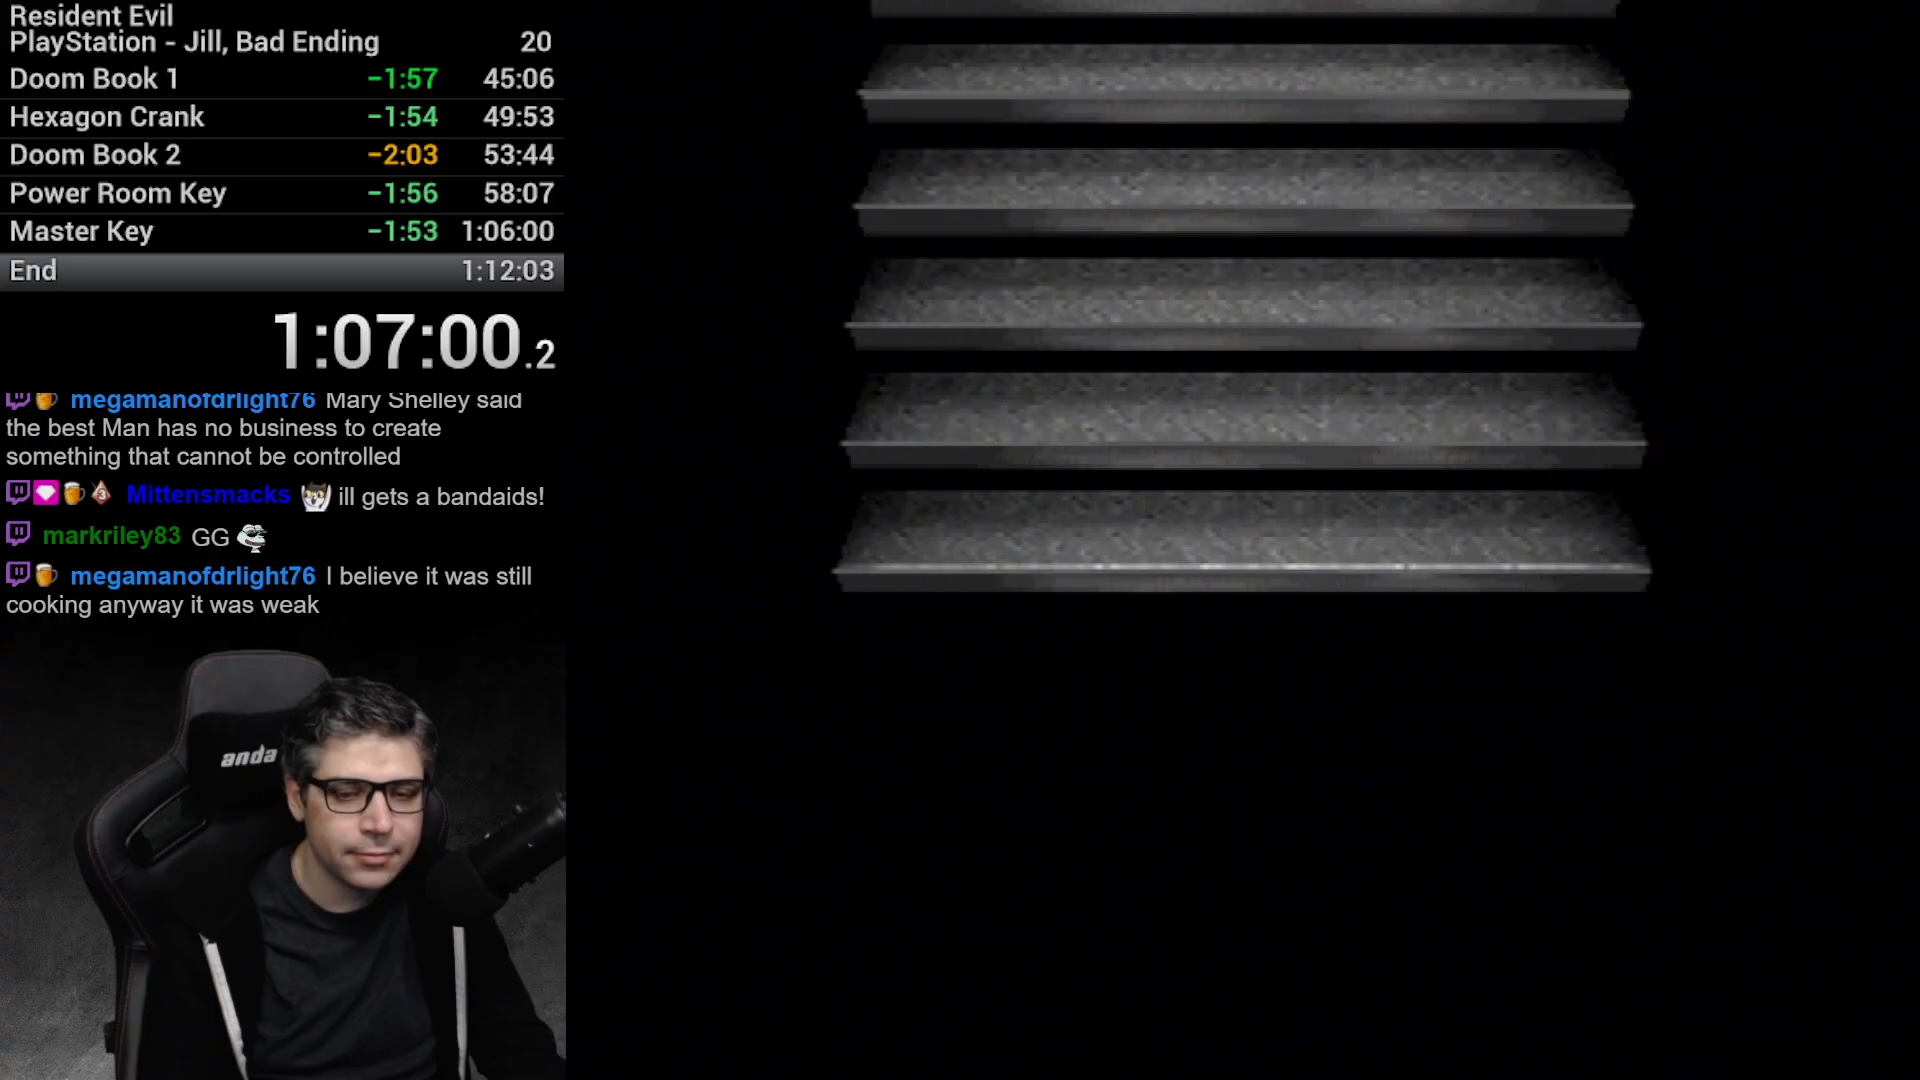 Resident Evil
PlayStation - Jill, Bad Ending 20
Doom Book 1 -1:57 45:06
Hexagon Crank -1:54 49:53
Doom Book 2 -2:03 53:44
Power Room Key -1:56 58:07
Master Key -1:53 1:06:00
End 1:12:03
1:07:00.2
megamanofdrlight76 Mary Shelley said
the best Man has no business to create
something that cannot be controlled
Mittensmacks ill gets a bandaids!
markriley83 GG
megamanofdrlight76 I believe it was still
cooking anyway it was weak
anda